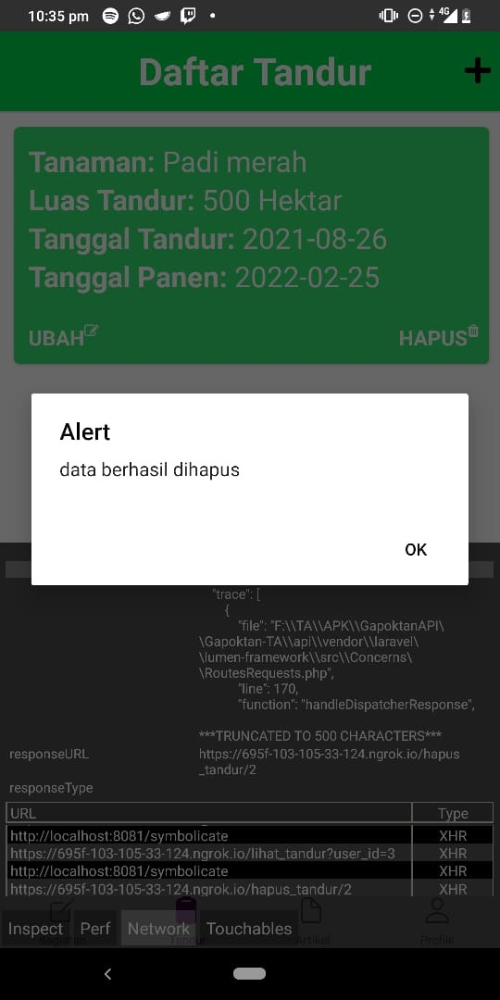 10:35 pm
4G
Daftar Tandur
+
Tanaman: Padi merah
Luas Tandur: 500 Hektar
Tanggal Tandur: 2021-08-26
Tanggal Panen: 2022-02-25
UBAH
HAPUS
Alert
data berhasil dihapus
OK
"trace": [
{
"file": "F:\\TA\\APK\\GapoktanAPI\
\Gapoktan-TA\\api\\vendor\\laravel\
\lumen-framework\\src\\Concerns\
\RoutesRequests.php",
"line": 170,
"function": "handleDispatcherResponse",
***TRUNCATED TO 500 CHARACTERS***
responseURL https://695f-103-105-33-124.ngrok.io/hapus
_tandur/2
responseType
URL Type
http://localhost:8081/symbolicate XHR
https://695f-103-105-33-124.ngrok.io/lihat_tandur?user_id=3 XHR
http://localhost:8081/symbolicate XHR
https://695f-103-105-33-124.ngrok.io/hapus_tandur/2 XHR
Inspect Perf Network Touchables
Tandur Artikel Profile